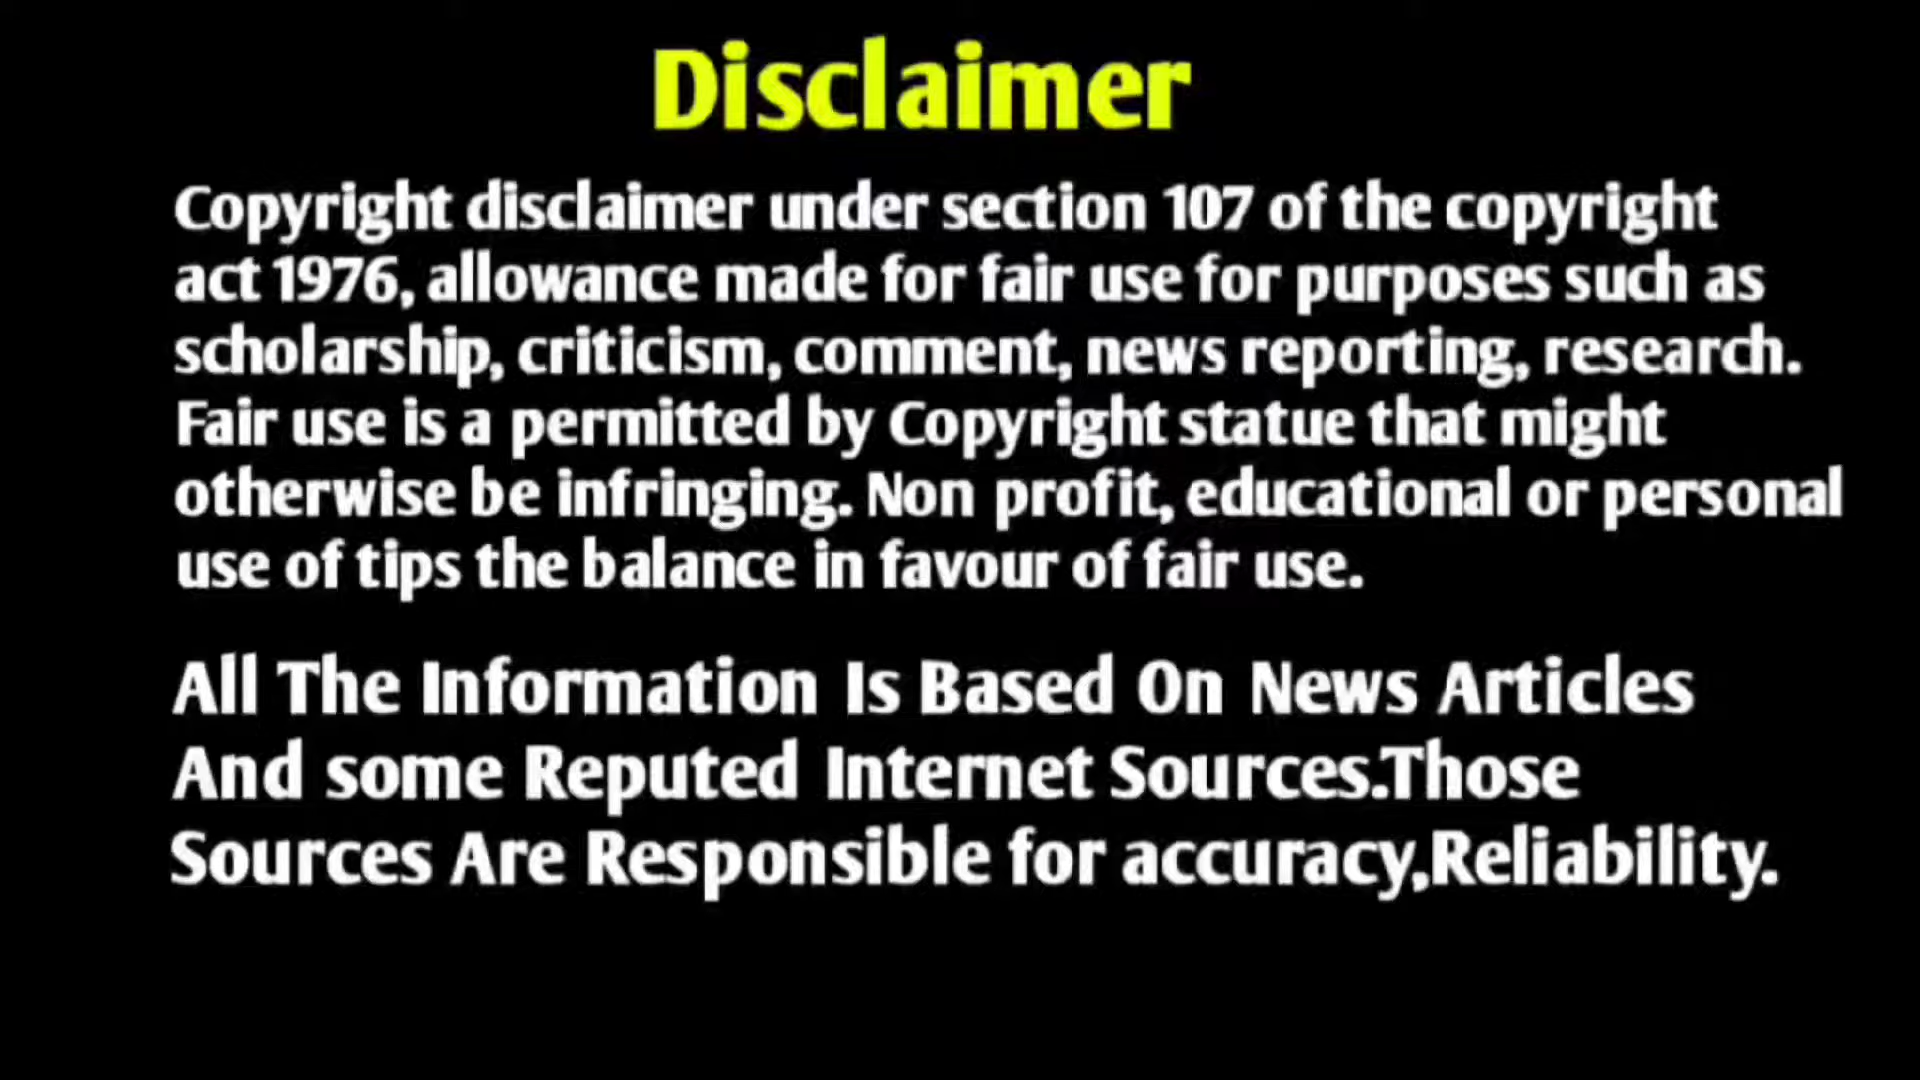 Disclaimer
Copyright disclaimer under section 107 of the copyright
act 1976, allowance made for fair use for purposes such as
scholarship, criticism, comment, news reporting, research.
Fair use is a permitted by Copyright statue that might
otherwise be infringing. Non profit, educational or personal
use of tips the balance in favour of fair use.
All The Information Is Based On News Articles
And some Reputed Internet Sources.Those
Sources Are Responsible for accuracy,Reliability.